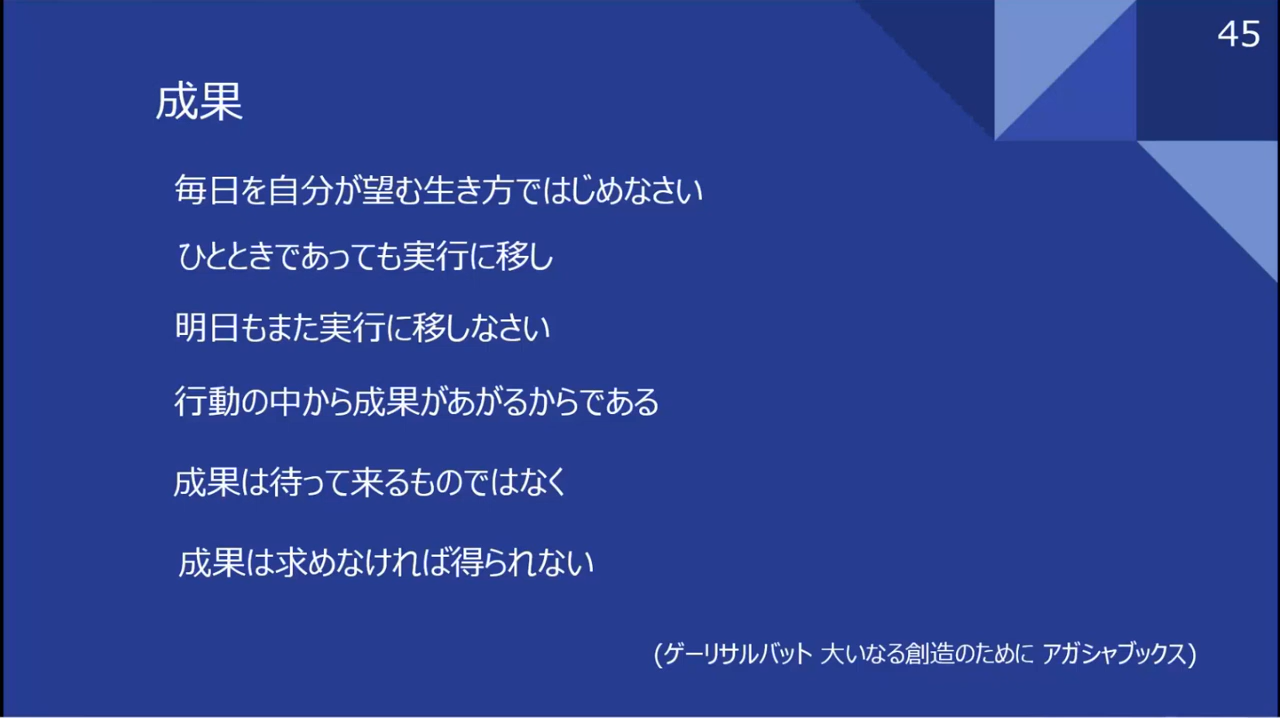 45
成果
毎日を自分が望む生き方ではじめなさい
ひとときであっても実行に移し
明日もまた実行に移しなさい
行動の中から成果があがるからである
成果は待って来るものではなく
成果は求めなければ得られない
(ゲーリサルバット 大いなる創造のために アガシャブックス)